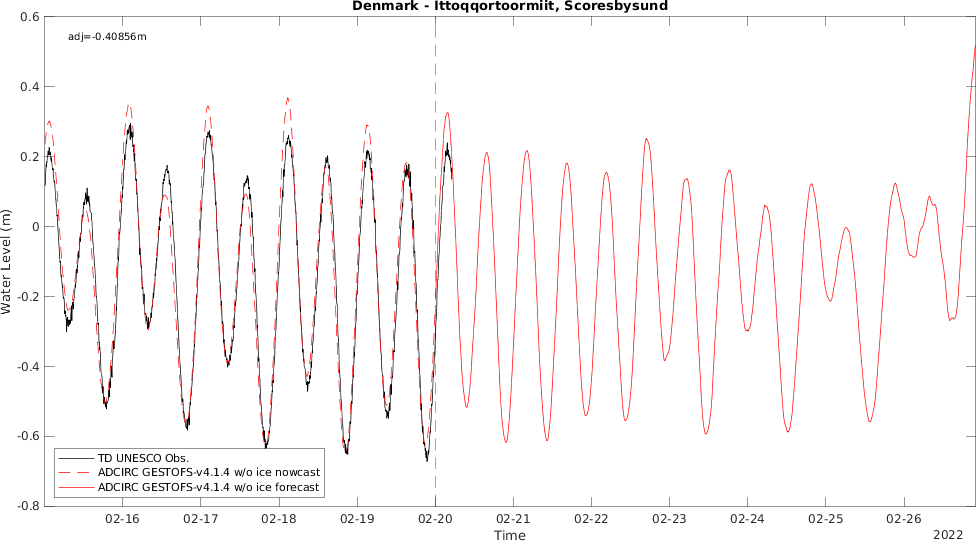 Denmark - Ittoqqortoormiit, Scoresbysund
adj=-0.40856m
Water Level (m)
0.6
0.4
0.2
0
-0.2
-0.4
-0.6
-0.8
TD UNESCO Obs.
ADCIRC GESTOFS-v4.1.4 w/o ice nowcast
ADCIRC GESTOFS-v4.1.4 w/o ice forecast
02-16 02-17 02-18 02-19 02-20 02-21 02-22 02-23 02-24 02-25 02-26
Time
2022